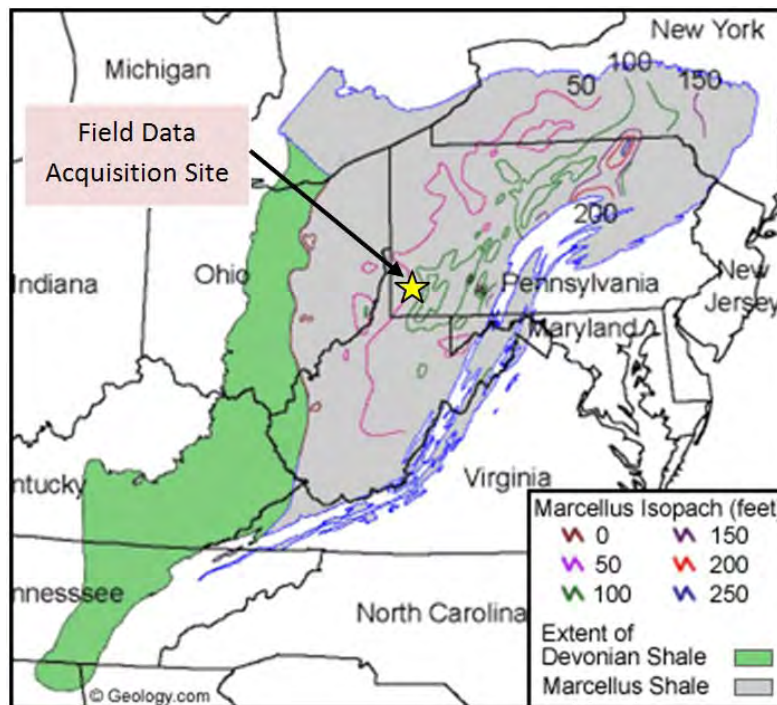 New York
Michigan
100
50
150
Field Data
Acquisition Site
200
Indiana
Ohio
Pennsylvania
New
Jersey
Maryland
Virginia
ntucky
nnesssee
North Carolina
Marcellus Isopach (feet)
0
150
50
200
100
250
Extent of
Devonian Shale
Marcellus Shale
© Geology.com